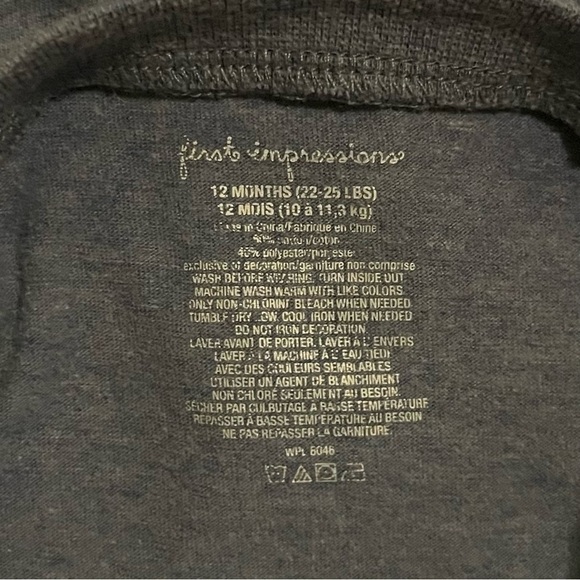 first impressions
12 MONTHS (22-25 LBS)
12 MOIS (10 à 11,3 kg)
Made in China/Fabriqué en Chine
60% cotton/coton
40% polyester/polyester
exclusive of decoration/garniture non comprise
WASH BEFORE WEARING. TURN INSIDE OUT.
MACHINE WASH WARM WITH LIKE COLORS.
ONLY NON-CHLORINE BLEACH WHEN NEEDED.
TUMBLE DRY LOW. COOL IRON WHEN NEEDED
DO NOT IRON DECORATION.
LAVER AVANT DE PORTER. LAVER À L'ENVERS
LAVER À LA MACHINE À L'EAU TIÈDE
AVEC DES COULEURS SEMBLABLES
UTILISER UN AGENT DE BLANCHIMENT
NON CHLORÉ SEULEMENT AU BESOIN.
SÉCHER PAR CULBUTAGE À BASSE TEMPÉRATURE
REPASSER À BASSE TEMPÉRATURE AU BESOIN
NE PAS REPASSER LA GARNITURE.
WPL 8046